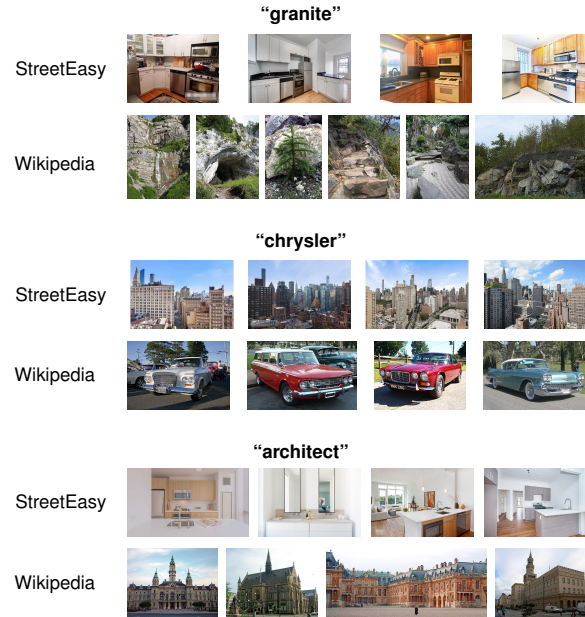 “granite”
StreetEasy
Wikipedia
“chrysler”
StreetEasy
Wikipedia
“architect”
StreetEasy
Wikipedia